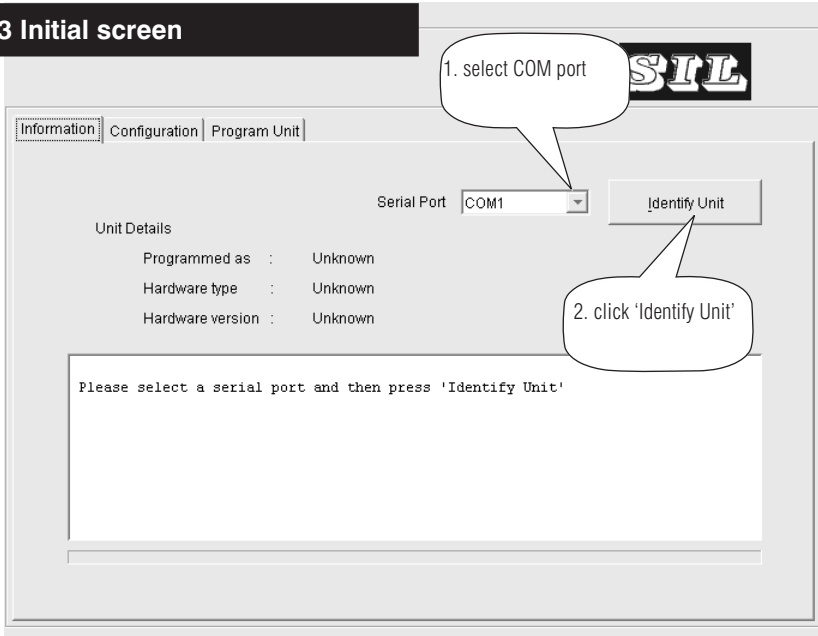 3 Initial screen
1. select COM port
SIL
Information Configuration Program Unit
Serial Port COM1 Identify Unit
Unit Details
Programmed as : Unknown
Hardware type : Unknown
Hardware version : Unknown
2. click ‘Identify Unit’
Please select a serial port and then press 'Identify Unit'